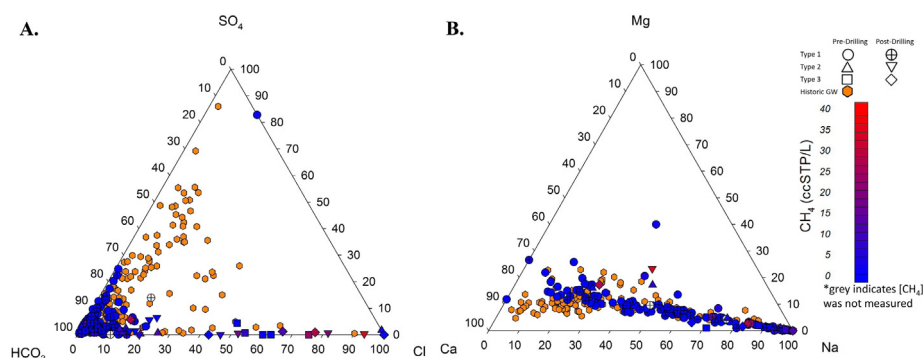 A.
SO4
B.
Mg
Pre-Drilling Post-Drilling
Type 1
Type 2
Type 3
Historic GW
0 100
10 90
20 80
30 70
40 60
50 50
60 40
70 30
80 20
90 10
100 0
HCO3 10 20 30 40 50 60 70 80 90 100 Cl
0 100
10 90
20 80
30 70
40 60
50 50
60 40
70 30
80 20
90 10
100 0
Ca 10 20 30 40 50 60 70 80 90 100 Na
40
35
30
25
20
15
10
5
0
CH4 (ccSTP/L)
*grey indicates [CH4]
was not measured